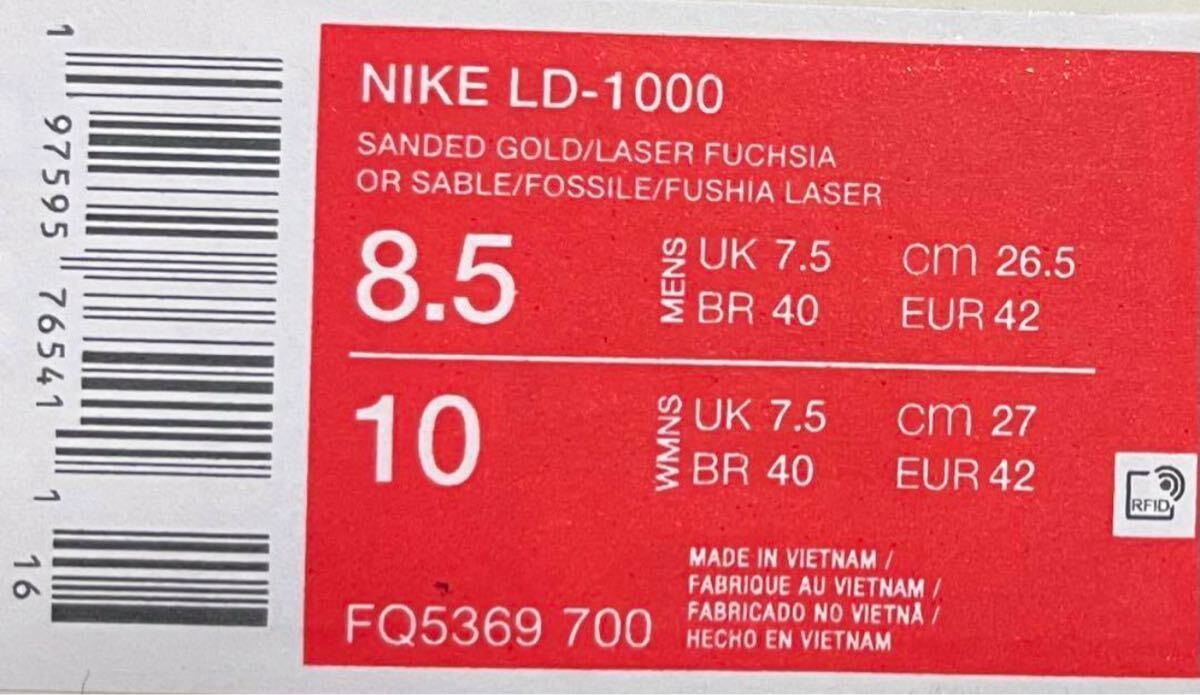 NIKE LD-1000
SANDED GOLD/LASER FUCHSIA
OR SABLE/FOSSILE/FUSHIA LASER
8.5 MENS UK 7.5 cm 26.5
BR 40 EUR 42
10 WMNS UK 7.5 cm 27
BR 40 EUR 42
RFID
MADE IN VIETNAM /
FABRIQUE AU VIETNAM /
FABRICADO NO VIETNÃ /
HECHO EN VIETNAM
FQ5369 700
1 97595 76541 1 16